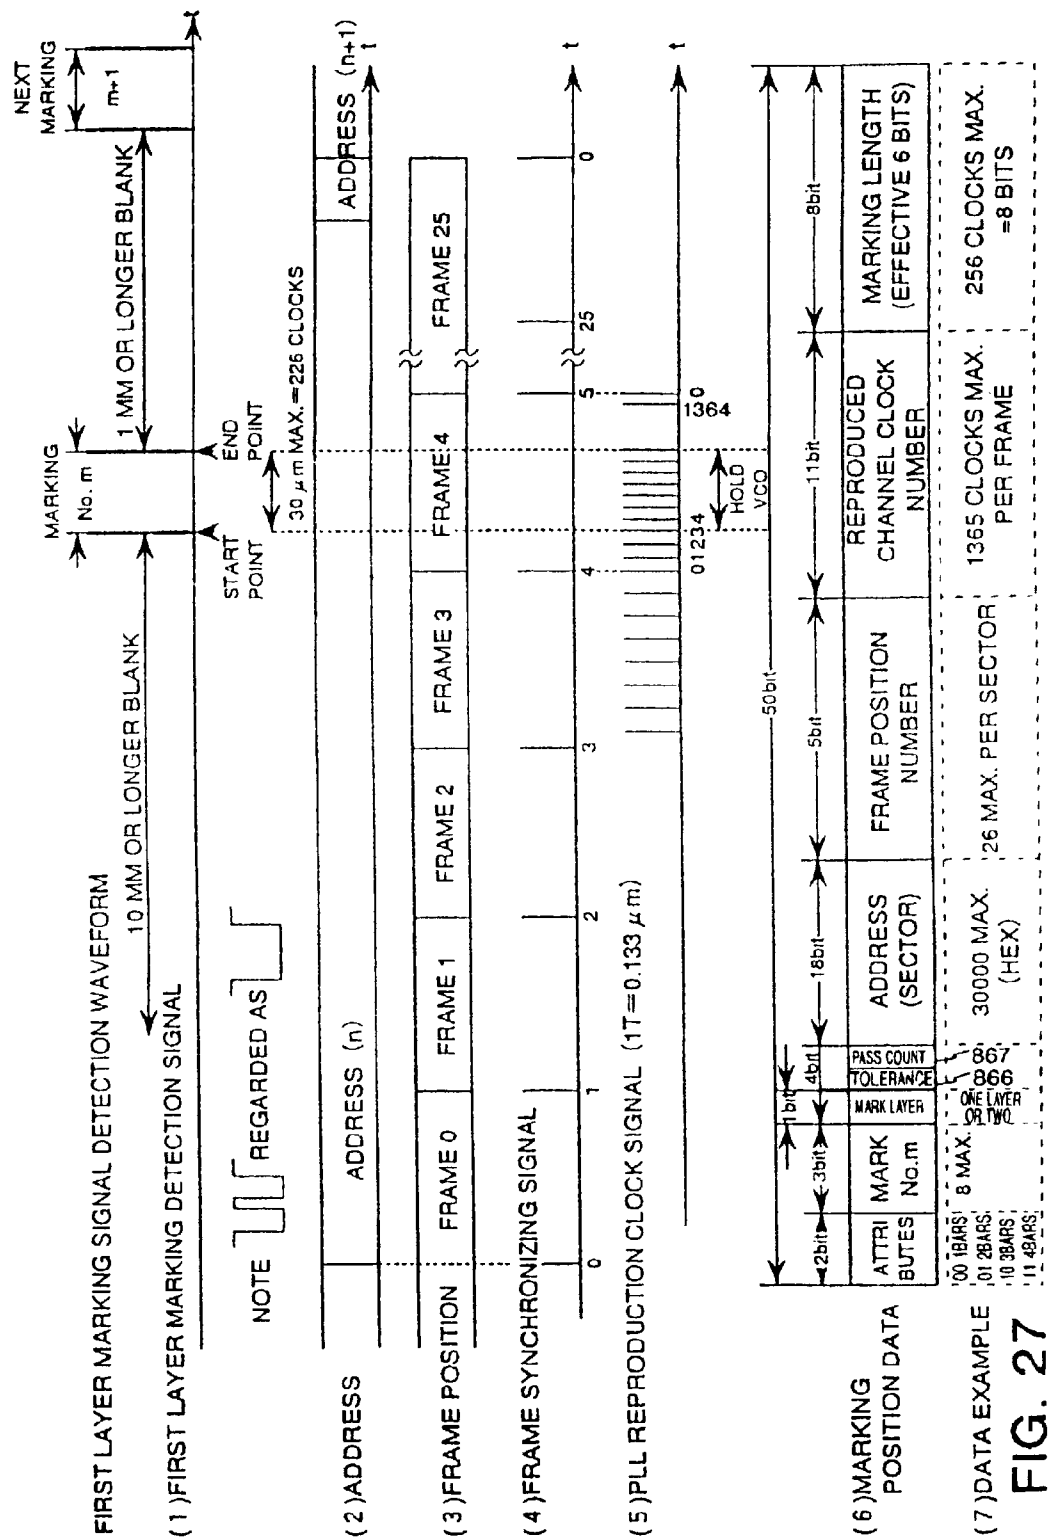 FIRST LAYER MARKING SIGNAL DETECTION WAVEFORM
NEXT
MARKING
m+1
MARKING
No. m
10 MM OR LONGER BLANK
1 MM OR LONGER BLANK
(1)FIRST LAYER MARKING DETECTION SIGNAL
t
START
POINT
END
POINT
NOTE
REGARDED AS
30 μm MAX.=226 CLOCKS
(2)ADDRESS
ADDRESS (n)
ADDRESS (n+1)
t
(3)FRAME POSITION
FRAME 0
FRAME 1
FRAME 2
FRAME 3
FRAME 4
FRAME 25
(4)FRAME SYNCHRONIZING SIGNAL
0
1
2
3
4
5
25
0
t
(5)PLL REPRODUCTION CLOCK SIGNAL (1T=0.133 μm)
01234
1364
0
t
HOLD
VCO
50bit
2bit
3bit
1bit
4bit
18bit
5bit
11bit
8bit
(6)MARKING
POSITION DATA
ATTRI
BUTES
MARK
No.m
MARK LAYER
TOLERANCE
PASS COUNT
ADDRESS
(SECTOR)
FRAME POSITION
NUMBER
REPRODUCED
CHANNEL CLOCK
NUMBER
MARKING LENGTH
(EFFECTIVE 6 BITS)
(7)DATA EXAMPLE
00 1BARS
01 2BARS
10 3BARS
11 4BARS
8 MAX.
ONE LAYER
OR TWO
866
867
30000 MAX.
(HEX)
26 MAX. PER SECTOR
1365 CLOCKS MAX.
PER FRAME
256 CLOCKS MAX.
=8 BITS
FIG. 27